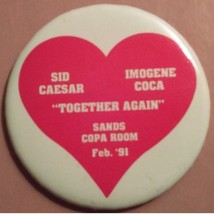 SID IMOGENE
CAESAR COCA
"TOGETHER AGAIN"
SANDS
COPA ROOM
Feb. '91